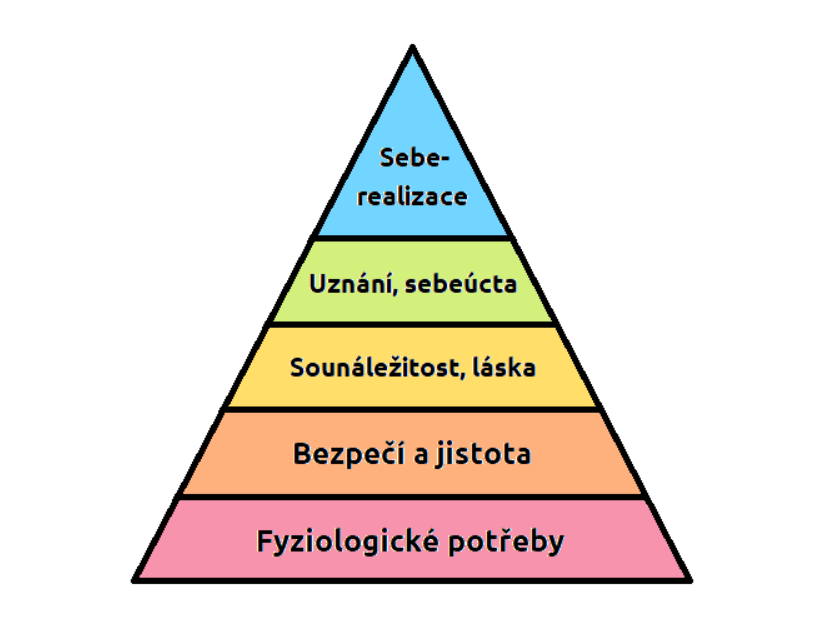 Sebe-
realizace
Uznání, sebeúcta
Sounáležitost, láska
Bezpečí a jistota
Fyziologické potřeby